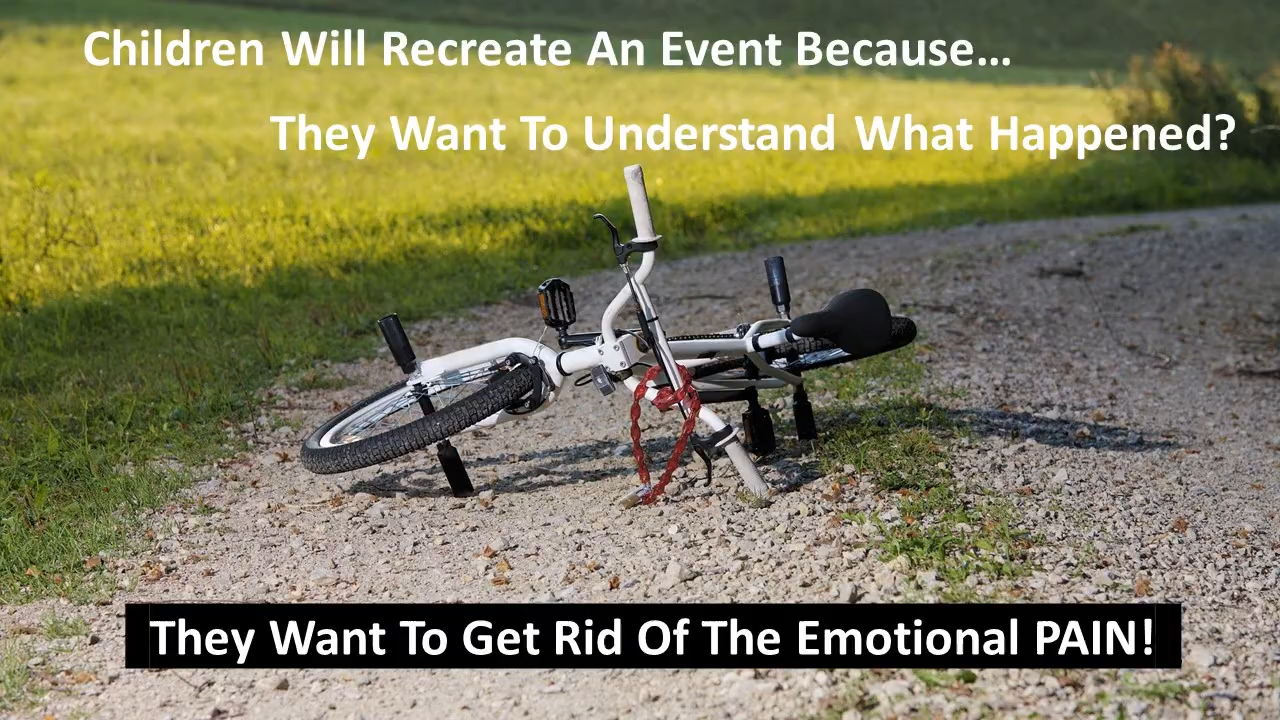 Children Will Recreate An Event Because…
They Want To Understand What Happened?
They Want To Get Rid Of The Emotional PAIN!